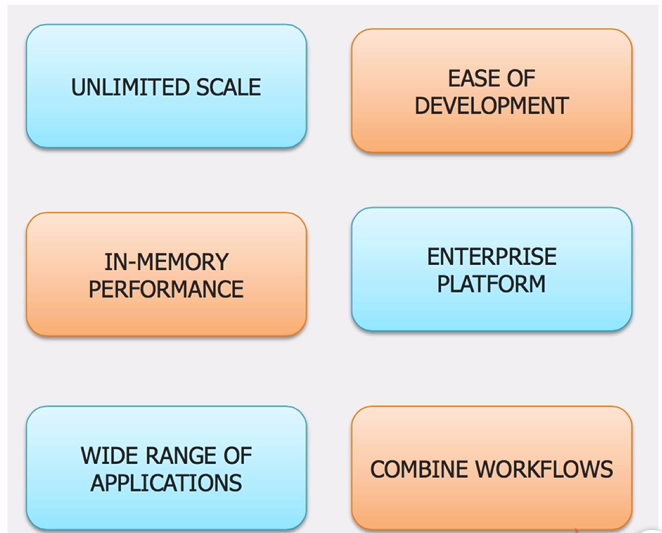 UNLIMITED SCALE
EASE OF
DEVELOPMENT
IN-MEMORY
PERFORMANCE
ENTERPRISE
PLATFORM
WIDE RANGE OF
APPLICATIONS
COMBINE WORKFLOWS